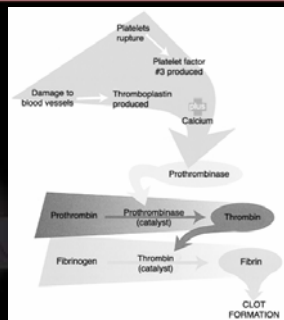 Platelets
rupture
Platelet factor
#3 produced
Damage to
blood vessels
Thromboplastin
produced
Calcium
Prothrombinase
Prothrombin
Prothrombinase
(catalyst)
Thrombin
Fibrinogen
Thrombin
(catalyst)
Fibrin
CLOT
FORMATION